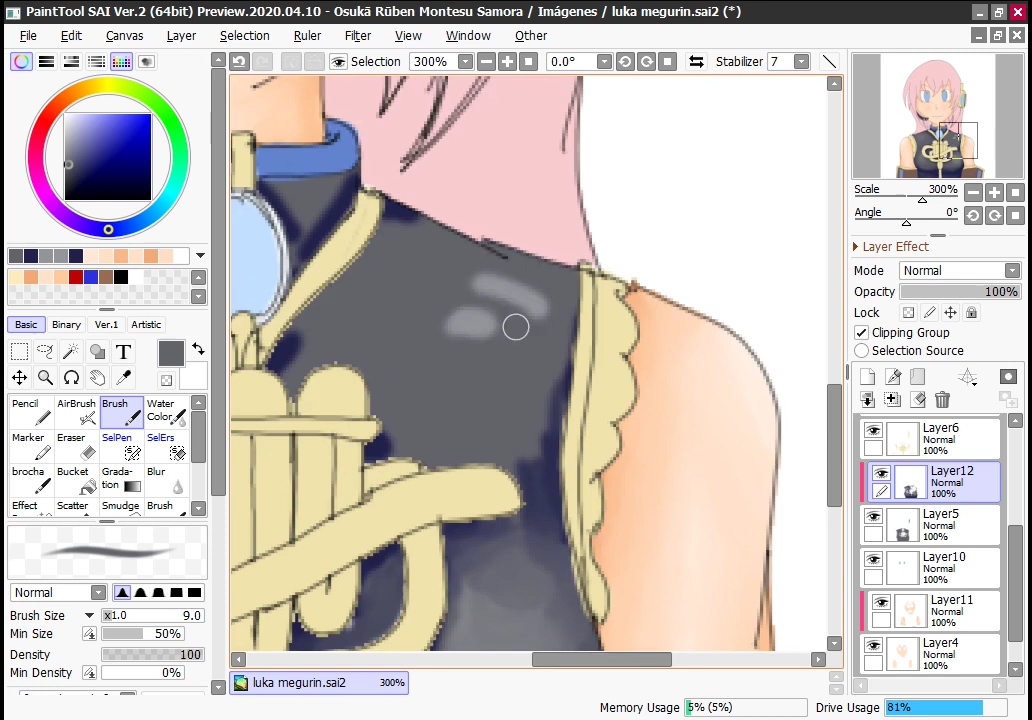 PaintTool SAI Ver.2 (64bit) Preview.2020.04.10 - Osukā Rūben Montesu Samora / Imágenes / luka megurin.sai2 (*)
File Edit Canvas Layer Selection Ruler Filter View Window Other
Selection 300% 0.0° Stabilizer 7
Scale 300%
Angle 0°
Layer Effect
Mode Normal
Opacity 100%
Lock
Clipping Group
Selection Source
Basic Binary Ver.1 Artistic
T
Pencil AirBrush Brush Water Color
Marker Eraser SelPen SelErs
brocha Bucket Grada-tion Blur
Effect Scatter Smudge Brush
Normal
Brush Size x1.0 9.0
Min Size 50%
Density 100
Min Density 0%
Layer6
Normal
100%
Layer12
Normal
100%
Layer5
Normal
100%
Layer10
Normal
100%
Layer11
Normal
100%
Layer4
Normal
100%
luka megurin.sai2 300%
Memory Usage 5% (5%) Drive Usage 81%